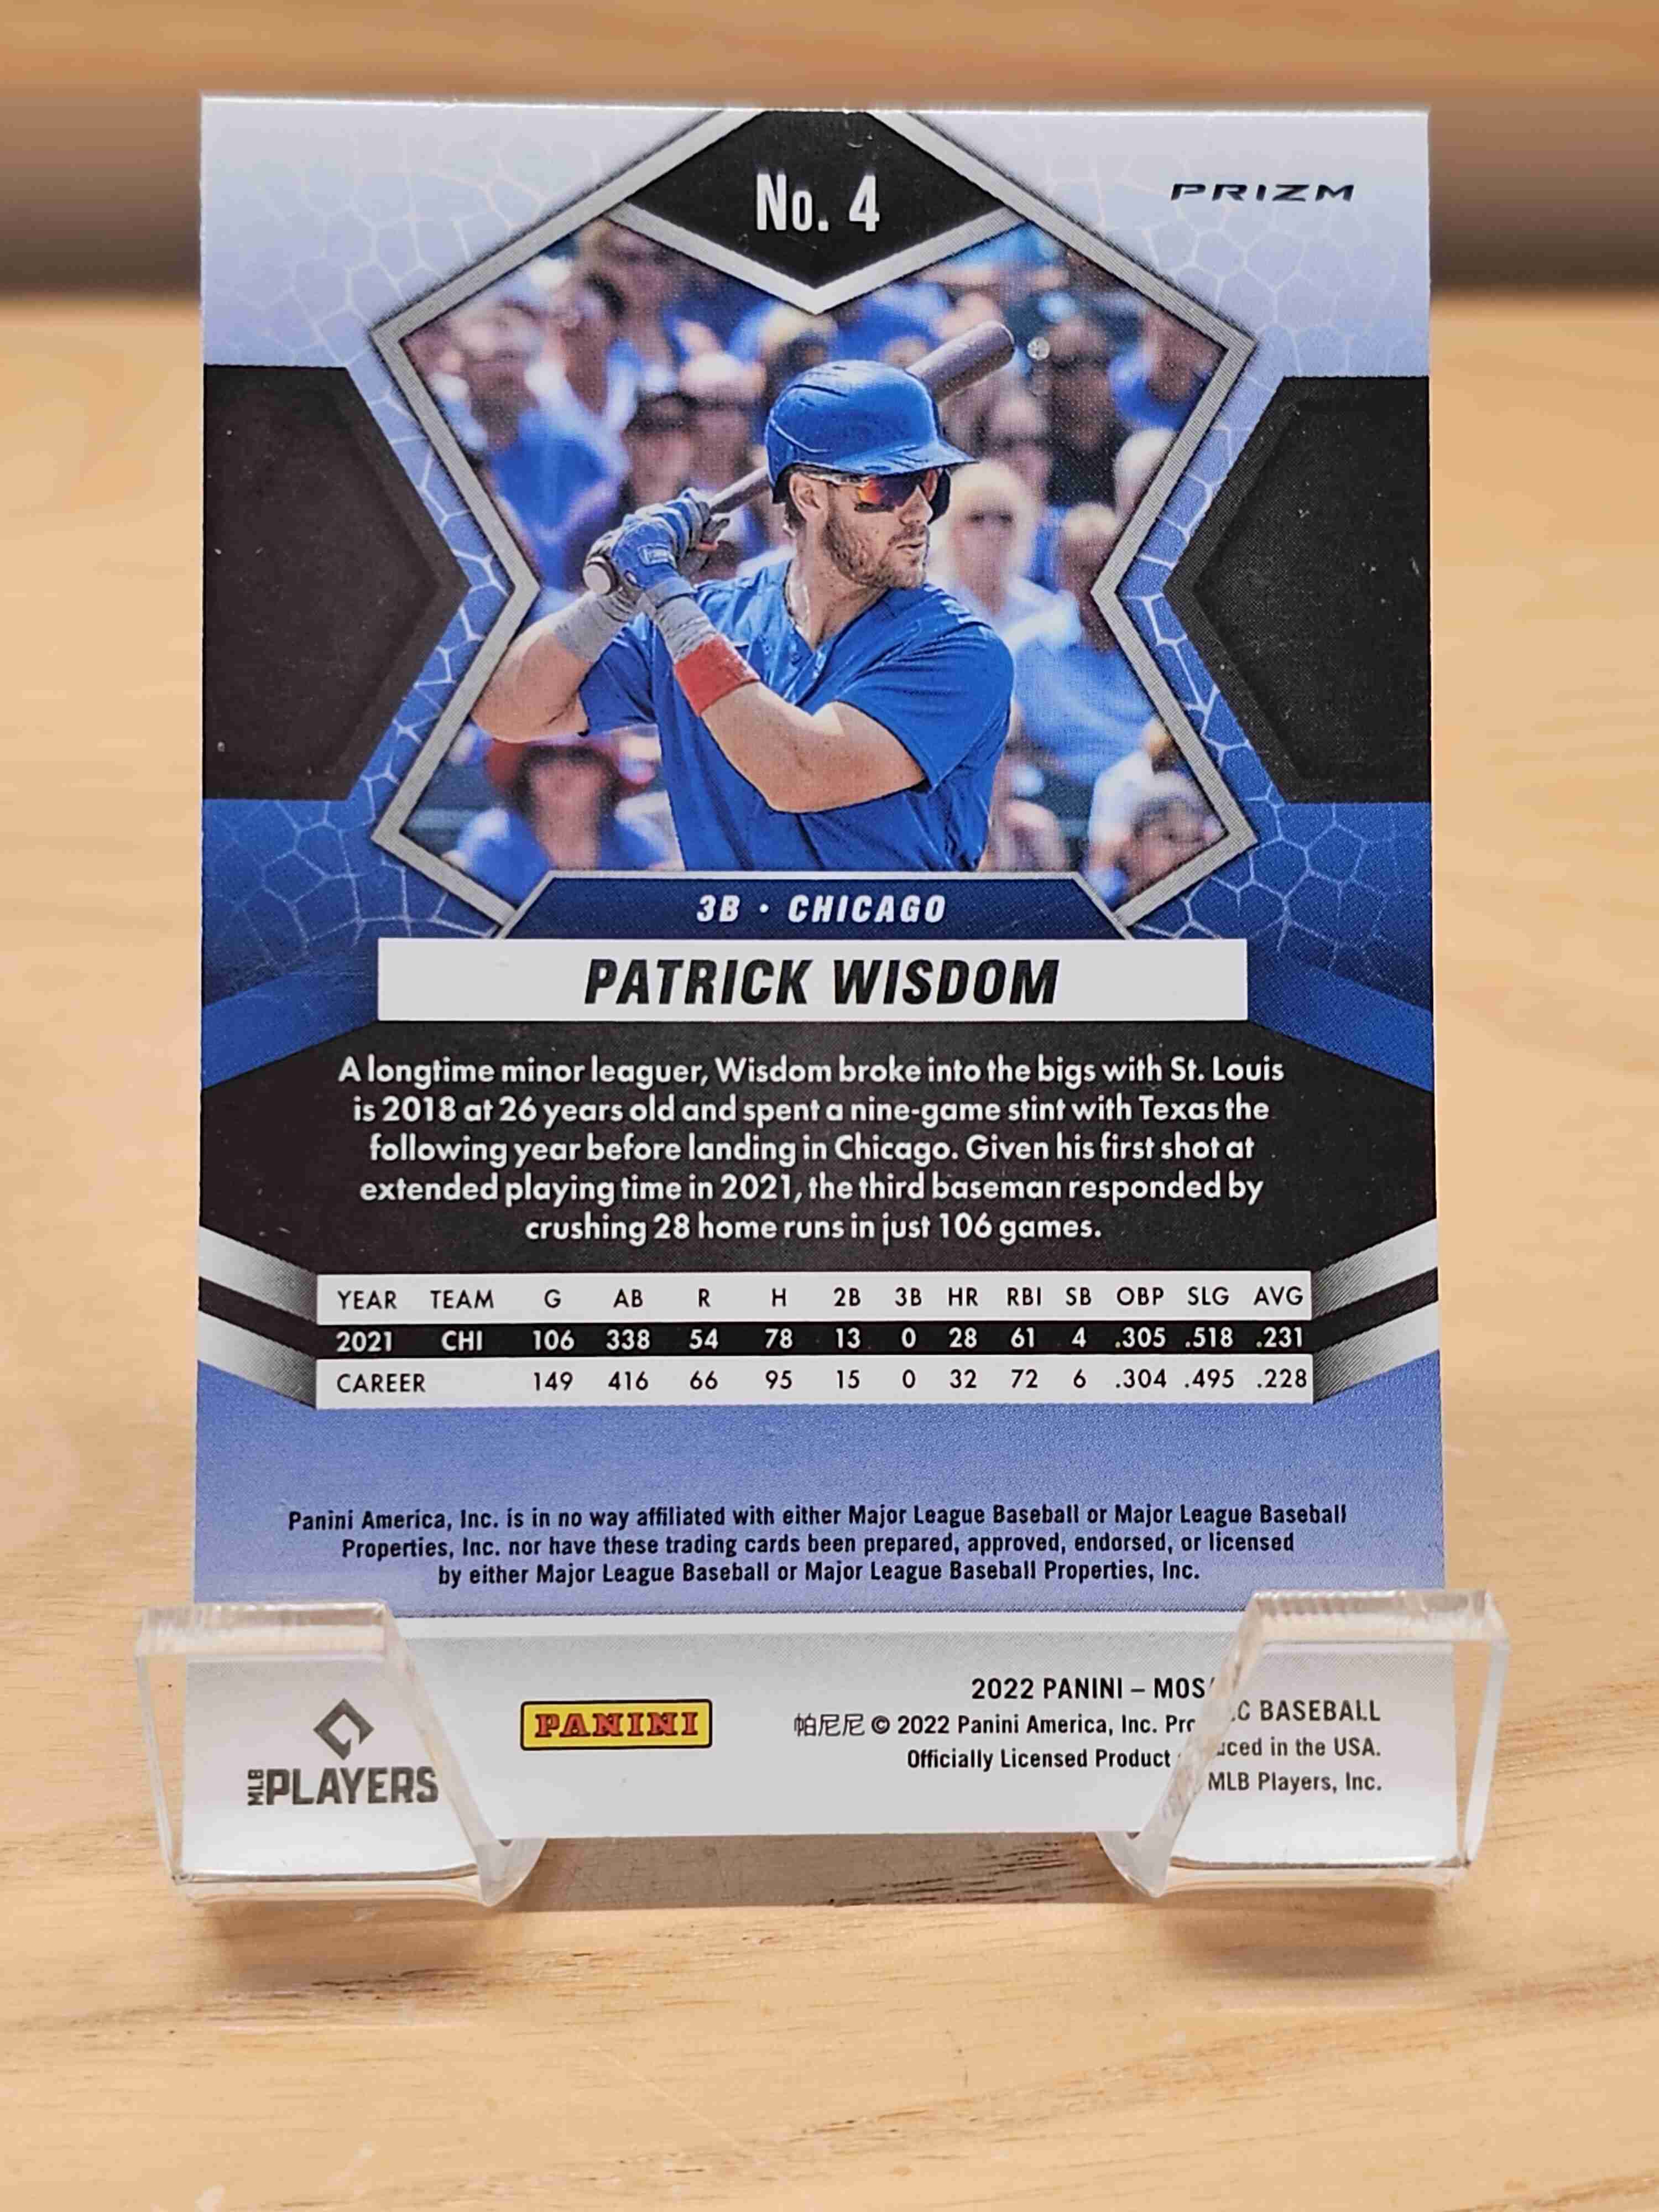 No. 4
PRIZM
3B · CHICAGO
PATRICK WISDOM
A longtime minor leaguer, Wisdom broke into the bigs with St. Louis
is 2018 at 26 years old and spent a nine-game stint with Texas the
following year before landing in Chicago. Given his first shot at
extended playing time in 2021, the third baseman responded by
crushing 28 home runs in just 106 games.
YEAR TEAM G AB R H 2B 3B HR RBI SB OBP SLG AVG
2021 CHI 106 338 54 78 13 0 28 61 4 .305 .518 .231
CAREER 149 416 66 95 15 0 32 72 6 .304 .495 .228
Panini America, Inc. is in no way affiliated with either Major League Baseball or Major League Baseball
Properties, Inc. nor have these trading cards been prepared, approved, endorsed, or licensed
by either Major League Baseball or Major League Baseball Properties, Inc.
MLB PLAYERS
PANINI
2022 PANINI – MOSAIC BASEBALL
帕尼尼 © 2022 Panini America, Inc. Produced in the USA.
Officially Licensed Product MLB Players, Inc.